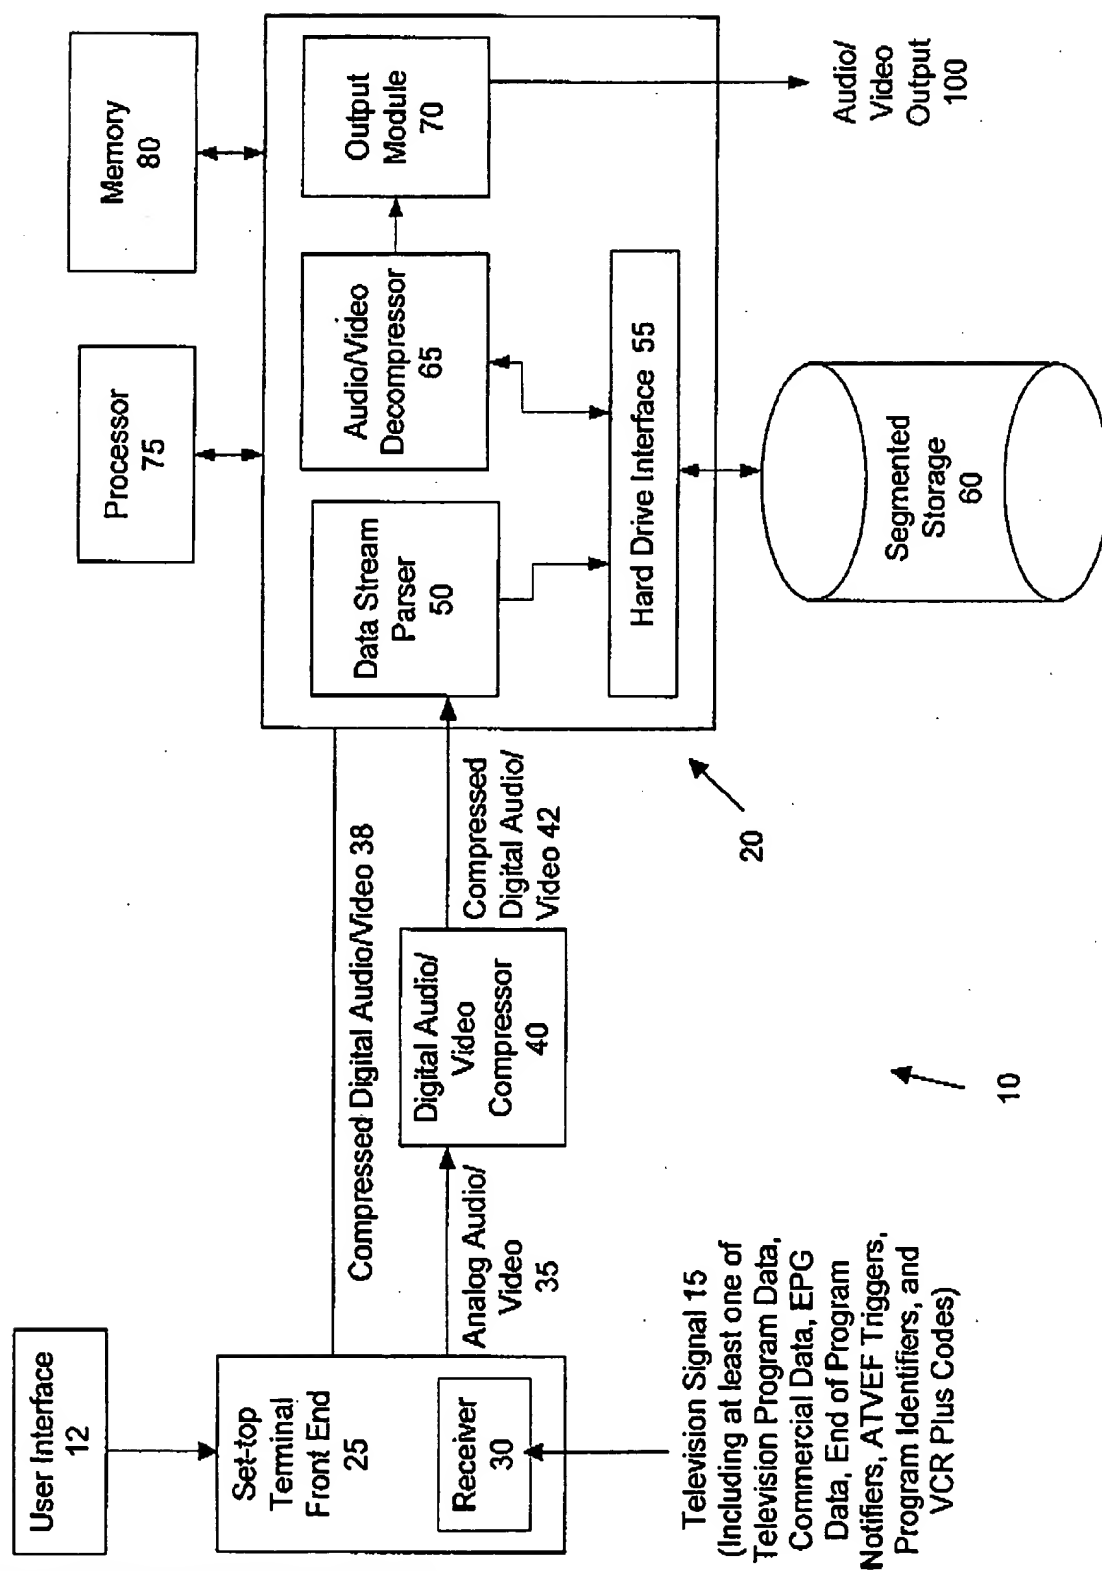 User Interface
12
Set-top
Terminal
Front End
25
Receiver
30
Television Signal 15
(Including at least one of
Television Program Data,
Commercial Data, EPG
Data, End of Program
Notifiers, ATVEF Triggers,
Program Identifiers, and
VCR Plus Codes)
Compressed Digital Audio/Video 38
Analog Audio/
Video
35
Digital Audio/
Video
Compressor
40
Compressed
Digital Audio/
Video 42
10
20
Processor
75
Memory
80
Data Stream
Parser
50
Audio/Video
Decompressor
65
Output
Module
70
Hard Drive Interface 55
Segmented
Storage
60
Audio/
Video
Output
100